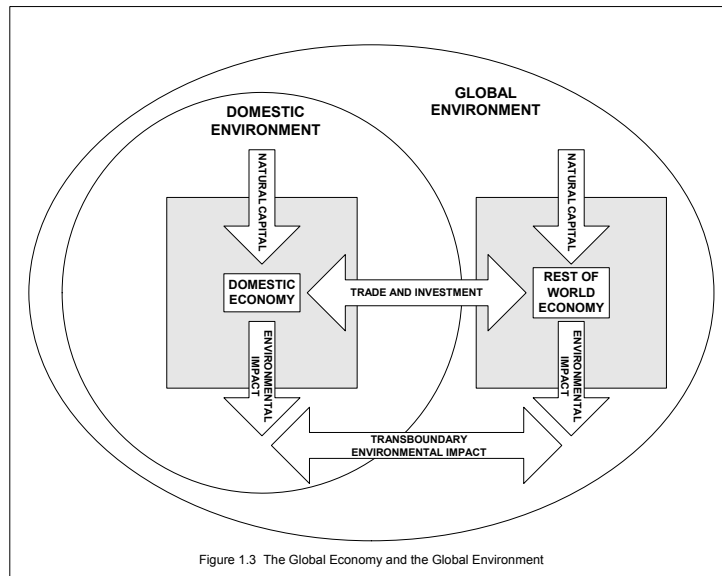 GLOBAL
ENVIRONMENT
DOMESTIC
ENVIRONMENT
NATURAL CAPITAL
NATURAL CAPITAL
DOMESTIC
ECONOMY
TRADE AND INVESTMENT
REST OF
WORLD
ECONOMY
ENVIRONMENTAL
IMPACT
ENVIRONMENTAL
IMPACT
TRANSBOUNDARY
ENVIRONMENTAL IMPACT
Figure 1.3 The Global Economy and the Global Environment